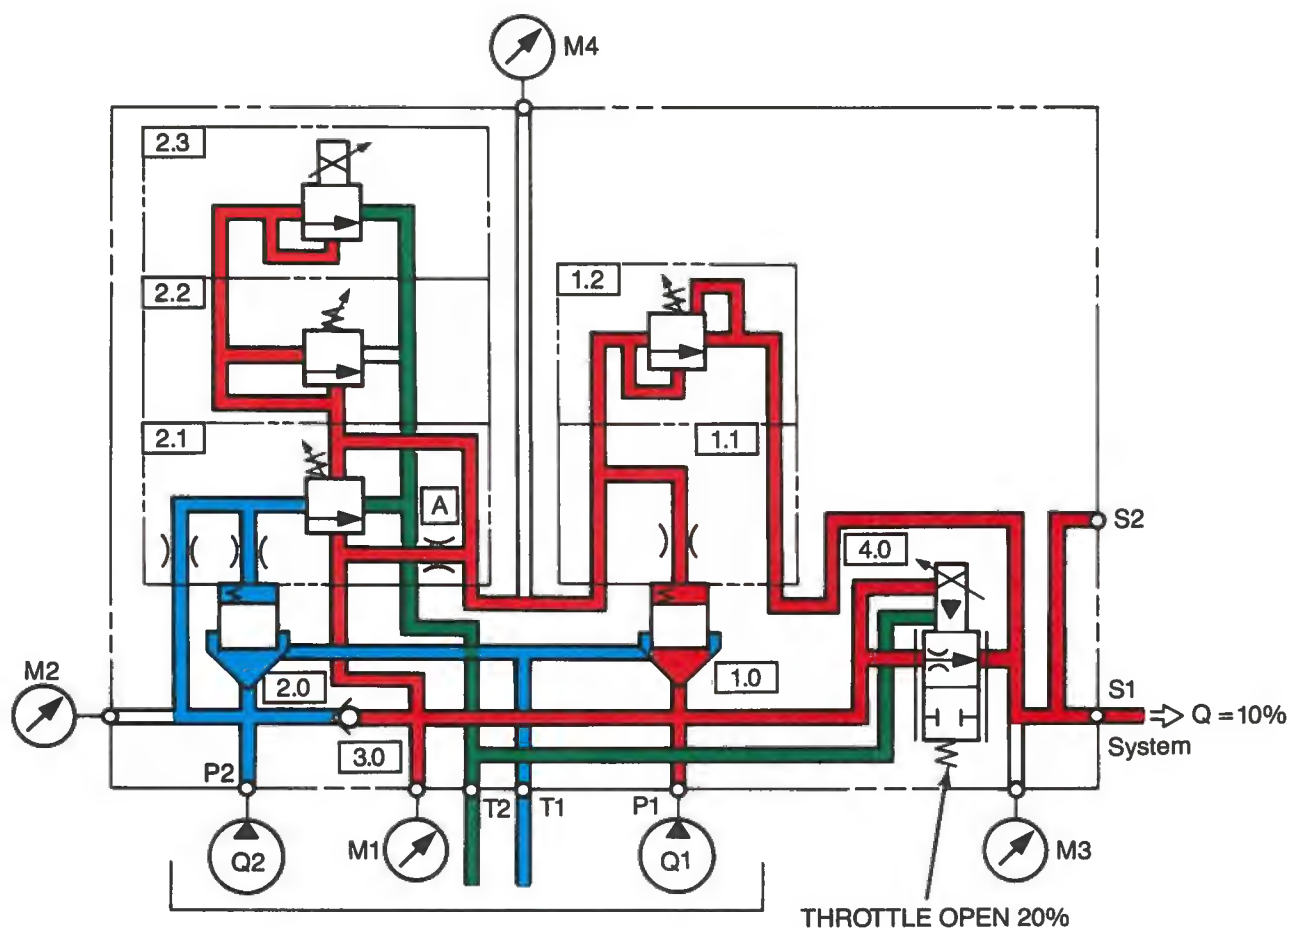 M4
2.3
2.2
1.2
2.1
1.1
A
4.0
S2
M2
2.0
1.0
S1
Q = 10%
System
3.0
P2
T2
T1
P1
Q2
M1
Q1
M3
THROTTLE OPEN 20%